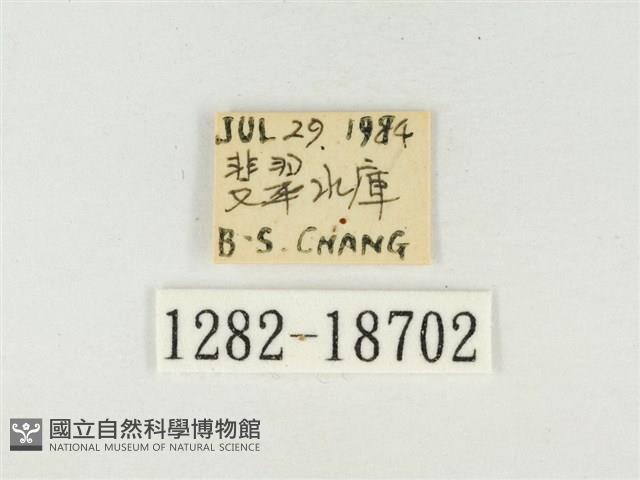 JUL 29. 1984
翡翠水庫
B.S. CHANG
1282-18702
國立自然科學博物館
NATIONAL MUSEUM OF NATURAL SCIENCE